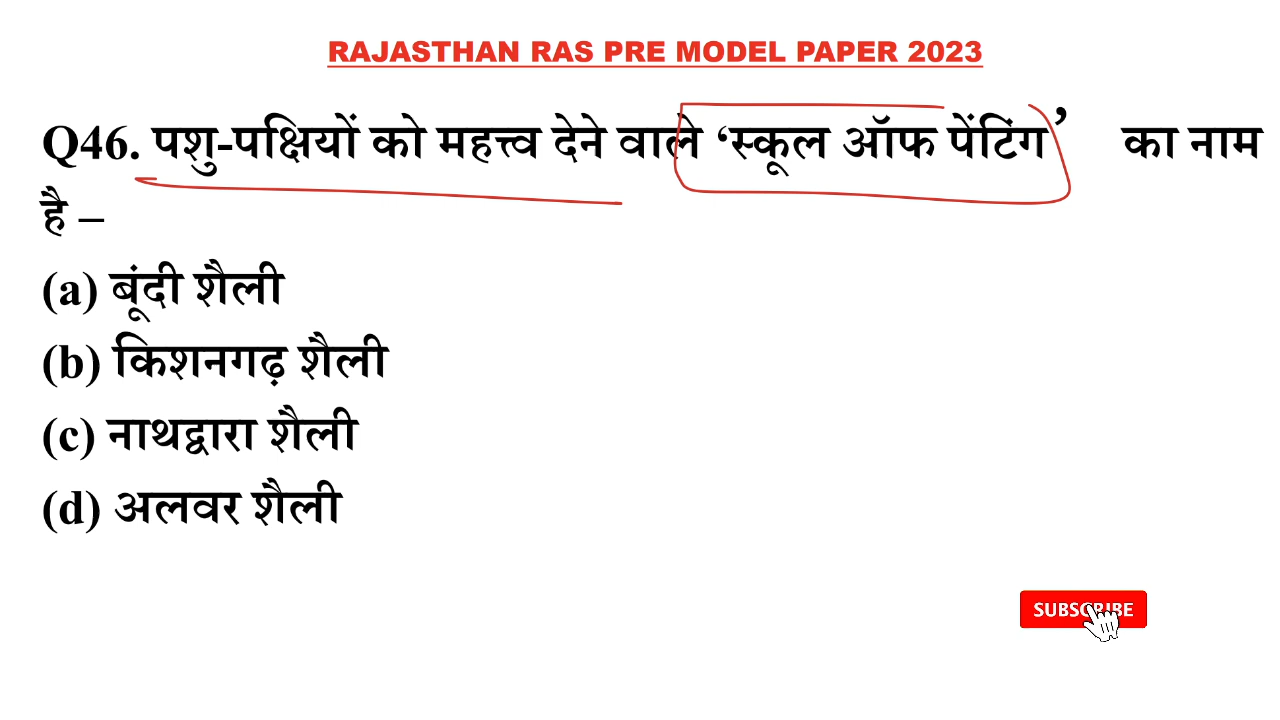 RAJASTHAN RAS PRE MODEL PAPER 2023
Q46. पशु-पक्षियों को महत्त्व देने वाले ‘स्कूल ऑफ पेंटिंग’ का नाम
है –
(a) बूंदी शैली
(b) किशनगढ़ शैली
(c) नाथद्वारा शैली
(d) अलवर शैली
SUBSCRIBE